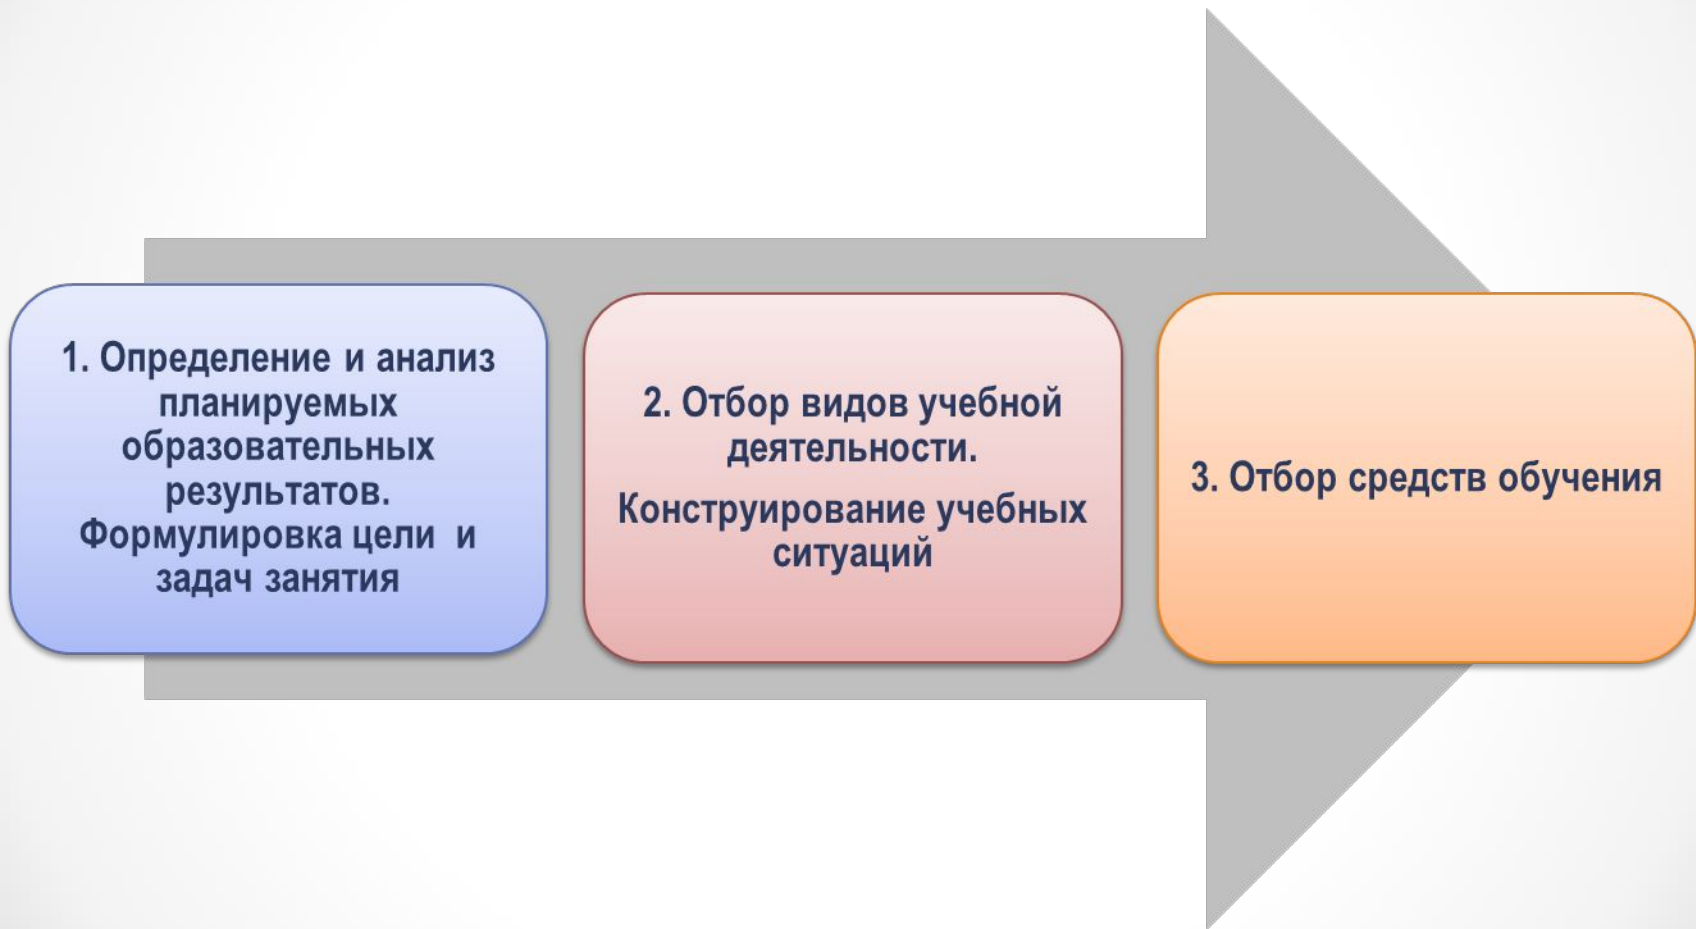 1. Определение и анализ
планируемых
образовательных
результатов.
Формулировка цели  и
задач занятия
2. Отбор видов учебной
деятельности.
Конструирование учебных
ситуаций
3. Отбор средств обучения